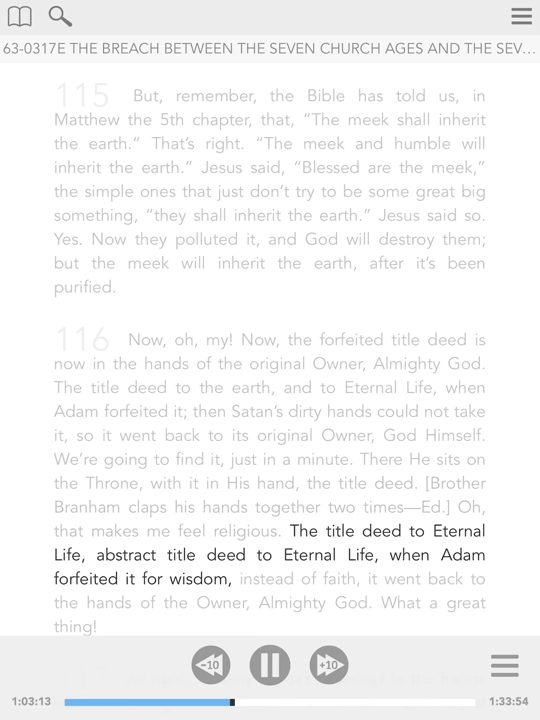 63-0317E THE BREACH BETWEEN THE SEVEN CHURCH AGES AND THE SEV...
115 But, remember, the Bible has told us, in
Matthew the 5th chapter, that, “The meek shall inherit
the earth.” That’s right. “The meek and humble will
inherit the earth.” Jesus said, “Blessed are the meek,”
the simple ones that just don’t try to be some great big
something, “they shall inherit the earth.” Jesus said so.
Yes. Now they polluted it, and God will destroy them;
but the meek will inherit the earth, after it’s been
purified.
116 Now, oh, my! Now, the forfeited title deed is
now in the hands of the original Owner, Almighty God.
The title deed to the earth, and to Eternal Life, when
Adam forfeited it; then Satan’s dirty hands could not take
it, so it went back to its original Owner, God Himself.
We’re going to find it, just in a minute. There He sits on
the Throne, with it in His hand, the title deed. [Brother
Branham claps his hands together two times—Ed.] Oh,
that makes me feel religious. The title deed to Eternal
Life, abstract title deed to Eternal Life, when Adam
forfeited it for wisdom, instead of faith, it went back to
the hands of the Owner, Almighty God. What a great
thing!
-10 +10
1:03:13 1:33:54